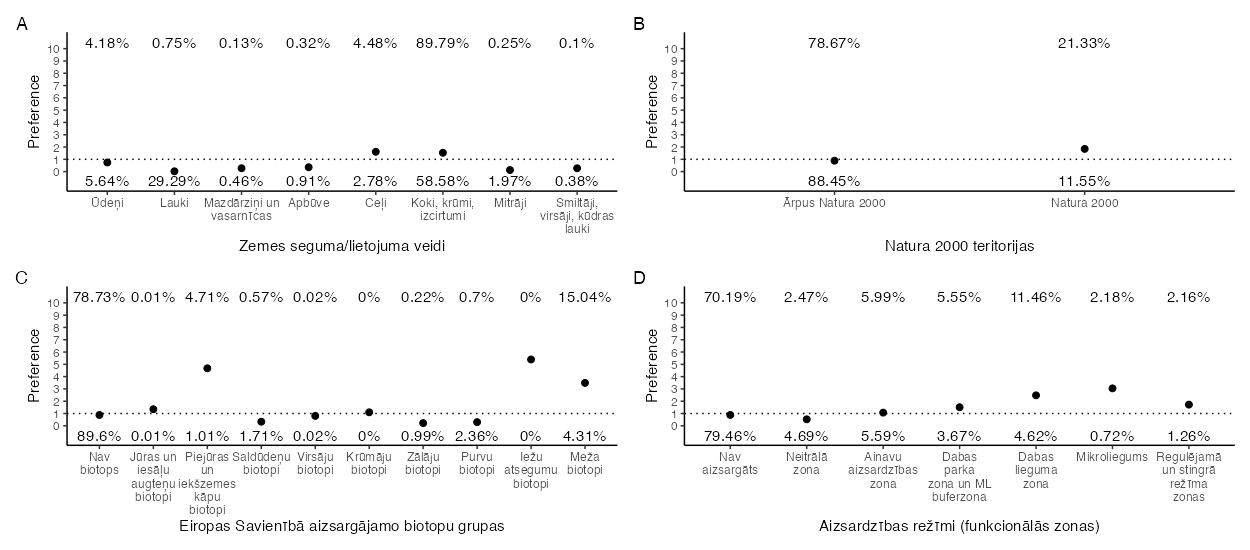 A
4.18% 0.75% 0.13% 0.32% 4.48% 89.79% 0.25% 0.1%
10
9
8
7
6
5
4
3
2
1
0
Preference
5.64% 29.29% 0.46% 0.91% 2.78% 58.58% 1.97% 0.38%
Ūdeņi Lauki Mazdārziņi un Apbūve Ceļi Koki, krūmi, Mitrāji Smiltāji,
vasarnīcas izcirtumi virsāji, kūdras
lauki
Zemes seguma/lietojuma veidi
B
78.67% 21.33%
10
9
8
7
6
5
4
3
2
1
0
Preference
88.45% 11.55%
Ārpus Natura 2000 Natura 2000
Natura 2000 teritorijas
C
78.73% 0.01% 4.71% 0.57% 0.02% 0% 0.22% 0.7% 0% 15.04%
10
9
8
7
6
5
4
3
2
1
0
Preference
89.6% 0.01% 1.01% 1.71% 0.02% 0% 0.99% 2.36% 0% 4.31%
Nav Jūras un Piejūras Saldūdeņu Virsāju Krūmāju Zālāju Purvu Iežu Meža
biotops iesāļu un biotopi biotopi biotopi biotopi biotopi atsegumu biotopi
augteņu iekšzemes biotopi
biotopi kāpu
biotopi
Eiropas Savienībā aizsargājamo biotopu grupas
D
70.19% 2.47% 5.99% 5.55% 11.46% 2.18% 2.16%
10
9
8
7
6
5
4
3
2
1
0
Preference
79.46% 4.69% 5.59% 3.67% 4.62% 0.72% 1.26%
Nav Neitrālā Ainavu Dabas Dabas Mikroliegums Regulējamā
aizsargāts zona aizsardzības parka lieguma un stingrā
zona zona un ML zona režīma
buferzona zonas
Aizsardzības režīmi (funkcionālās zonas)